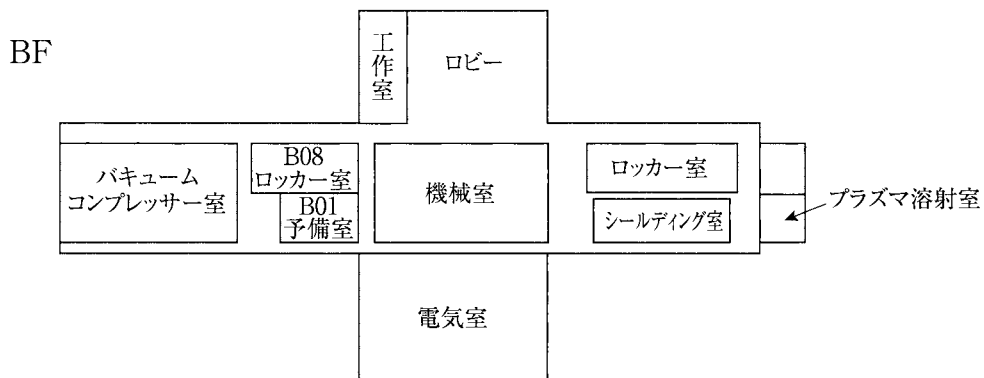 BF
工作室
ロビー
バキューム
コンプレッサー室
B08
ロッカー室
B01
予備室
機械室
ロッカー室
シールディング室
プラズマ溶射室
電気室